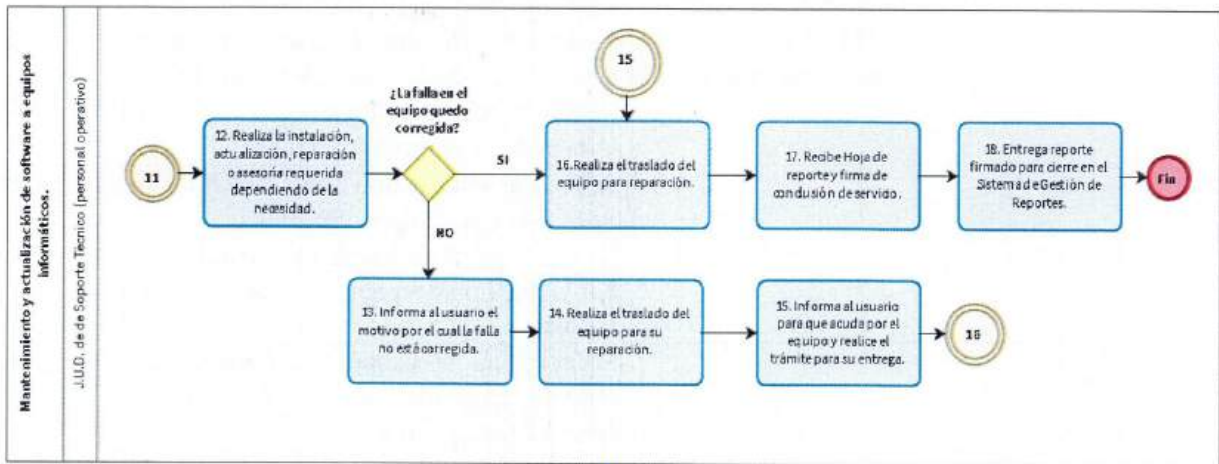 Mantenimiento y actualización de software a equipos
informáticos.
J.U.D. de de Soporte Técnico (personal operativo)
11
12. Realiza la instalación,
actualización, reparación
o asesoría requerida
dependiendo de la
necesidad.
¿La falla en el
equipo quedo
corregida?
SI
NO
15
16. Realiza el traslado del
equipo para reparación.
17. Recibe Hoja de
reporte y firma de
conclusión de servicio.
18. Entrega reporte
firmado para cierre en el
Sistema de Gestión de
Reportes.
Fin
13. Informa al usuario el
motivo por el cual la falla
no está corregida.
14. Realiza el traslado del
equipo para su
reparación.
15. Informa al usuario
para que acuda por el
equipo y realice el
trámite para su entrega.
16